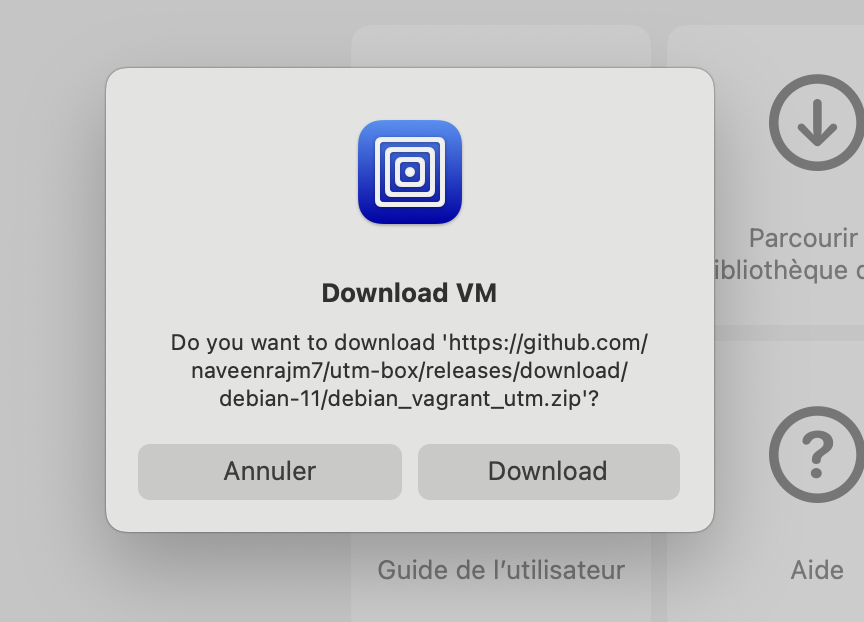 Download VM
Do you want to download 'https://github.com/
naveenrajm7/utm-box/releases/download/
debian-11/debian_vagrant_utm.zip'?
Annuler
Download
Parcourir
ibliothèque
Guide de l’utilisateur
Aide